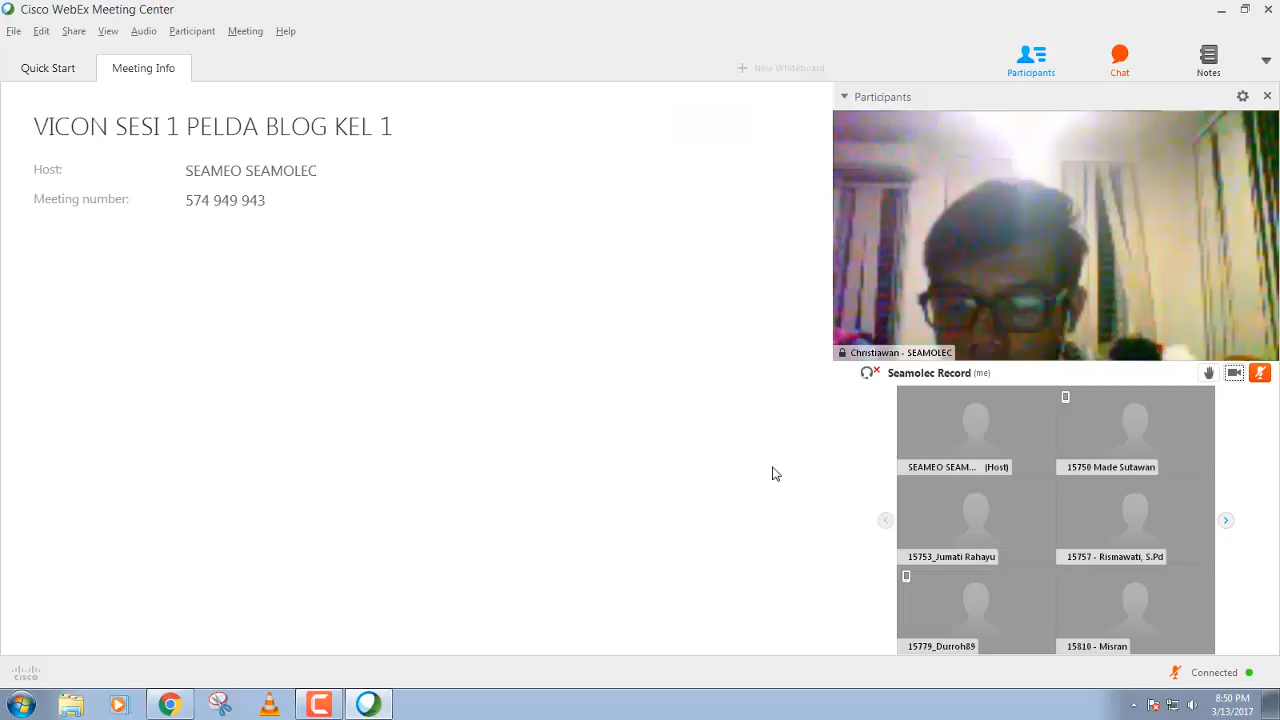 Cisco WebEx Meeting Center
File Edit Share View Audio Participant Meeting Help
Quick Start Meeting Info
New Whiteboard
Participants Chat Notes
Participants
VICON SESI 1 PELDA BLOG KEL 1
Host: SEAMEO SEAMOLEC
Meeting number: 574 949 943
Christiawan - SEAMOLEC
Seamolec Record (me)
SEAMEO SEAM... (Host) 15750 Made Sutawan
15753_Jumati Rahayu 15757 - Rismawati, S.Pd
15779_Durroh89 15810 - Misran
cisco
Connected
8:50 PM
3/13/2017